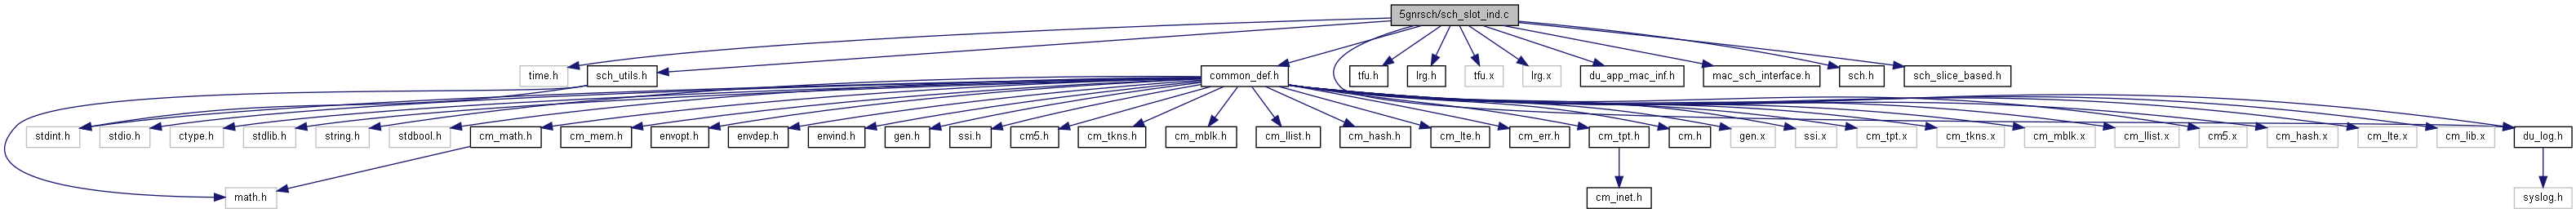 5gnrsch/sch_slot_ind.c
time.h
sch_utils.h
common_def.h
tfu.h
lrg.h
tfu.x
lrg.x
du_app_mac_inf.h
mac_sch_interface.h
sch.h
sch_slice_based.h
stdint.h
stdio.h
ctype.h
stdlib.h
string.h
stdbool.h
cm_math.h
cm_mem.h
envopt.h
envdep.h
envind.h
gen.h
ssi.h
cm5.h
cm_tkns.h
cm_mblk.h
cm_llist.h
cm_hash.h
cm_lte.h
cm_err.h
cm_tpt.h
cm.h
gen.x
ssi.x
cm_tpt.x
cm_tkns.x
cm_mblk.x
cm_llist.x
cm5.x
cm_hash.x
cm_lte.x
cm_lib.x
du_log.h
math.h
cm_inet.h
syslog.h